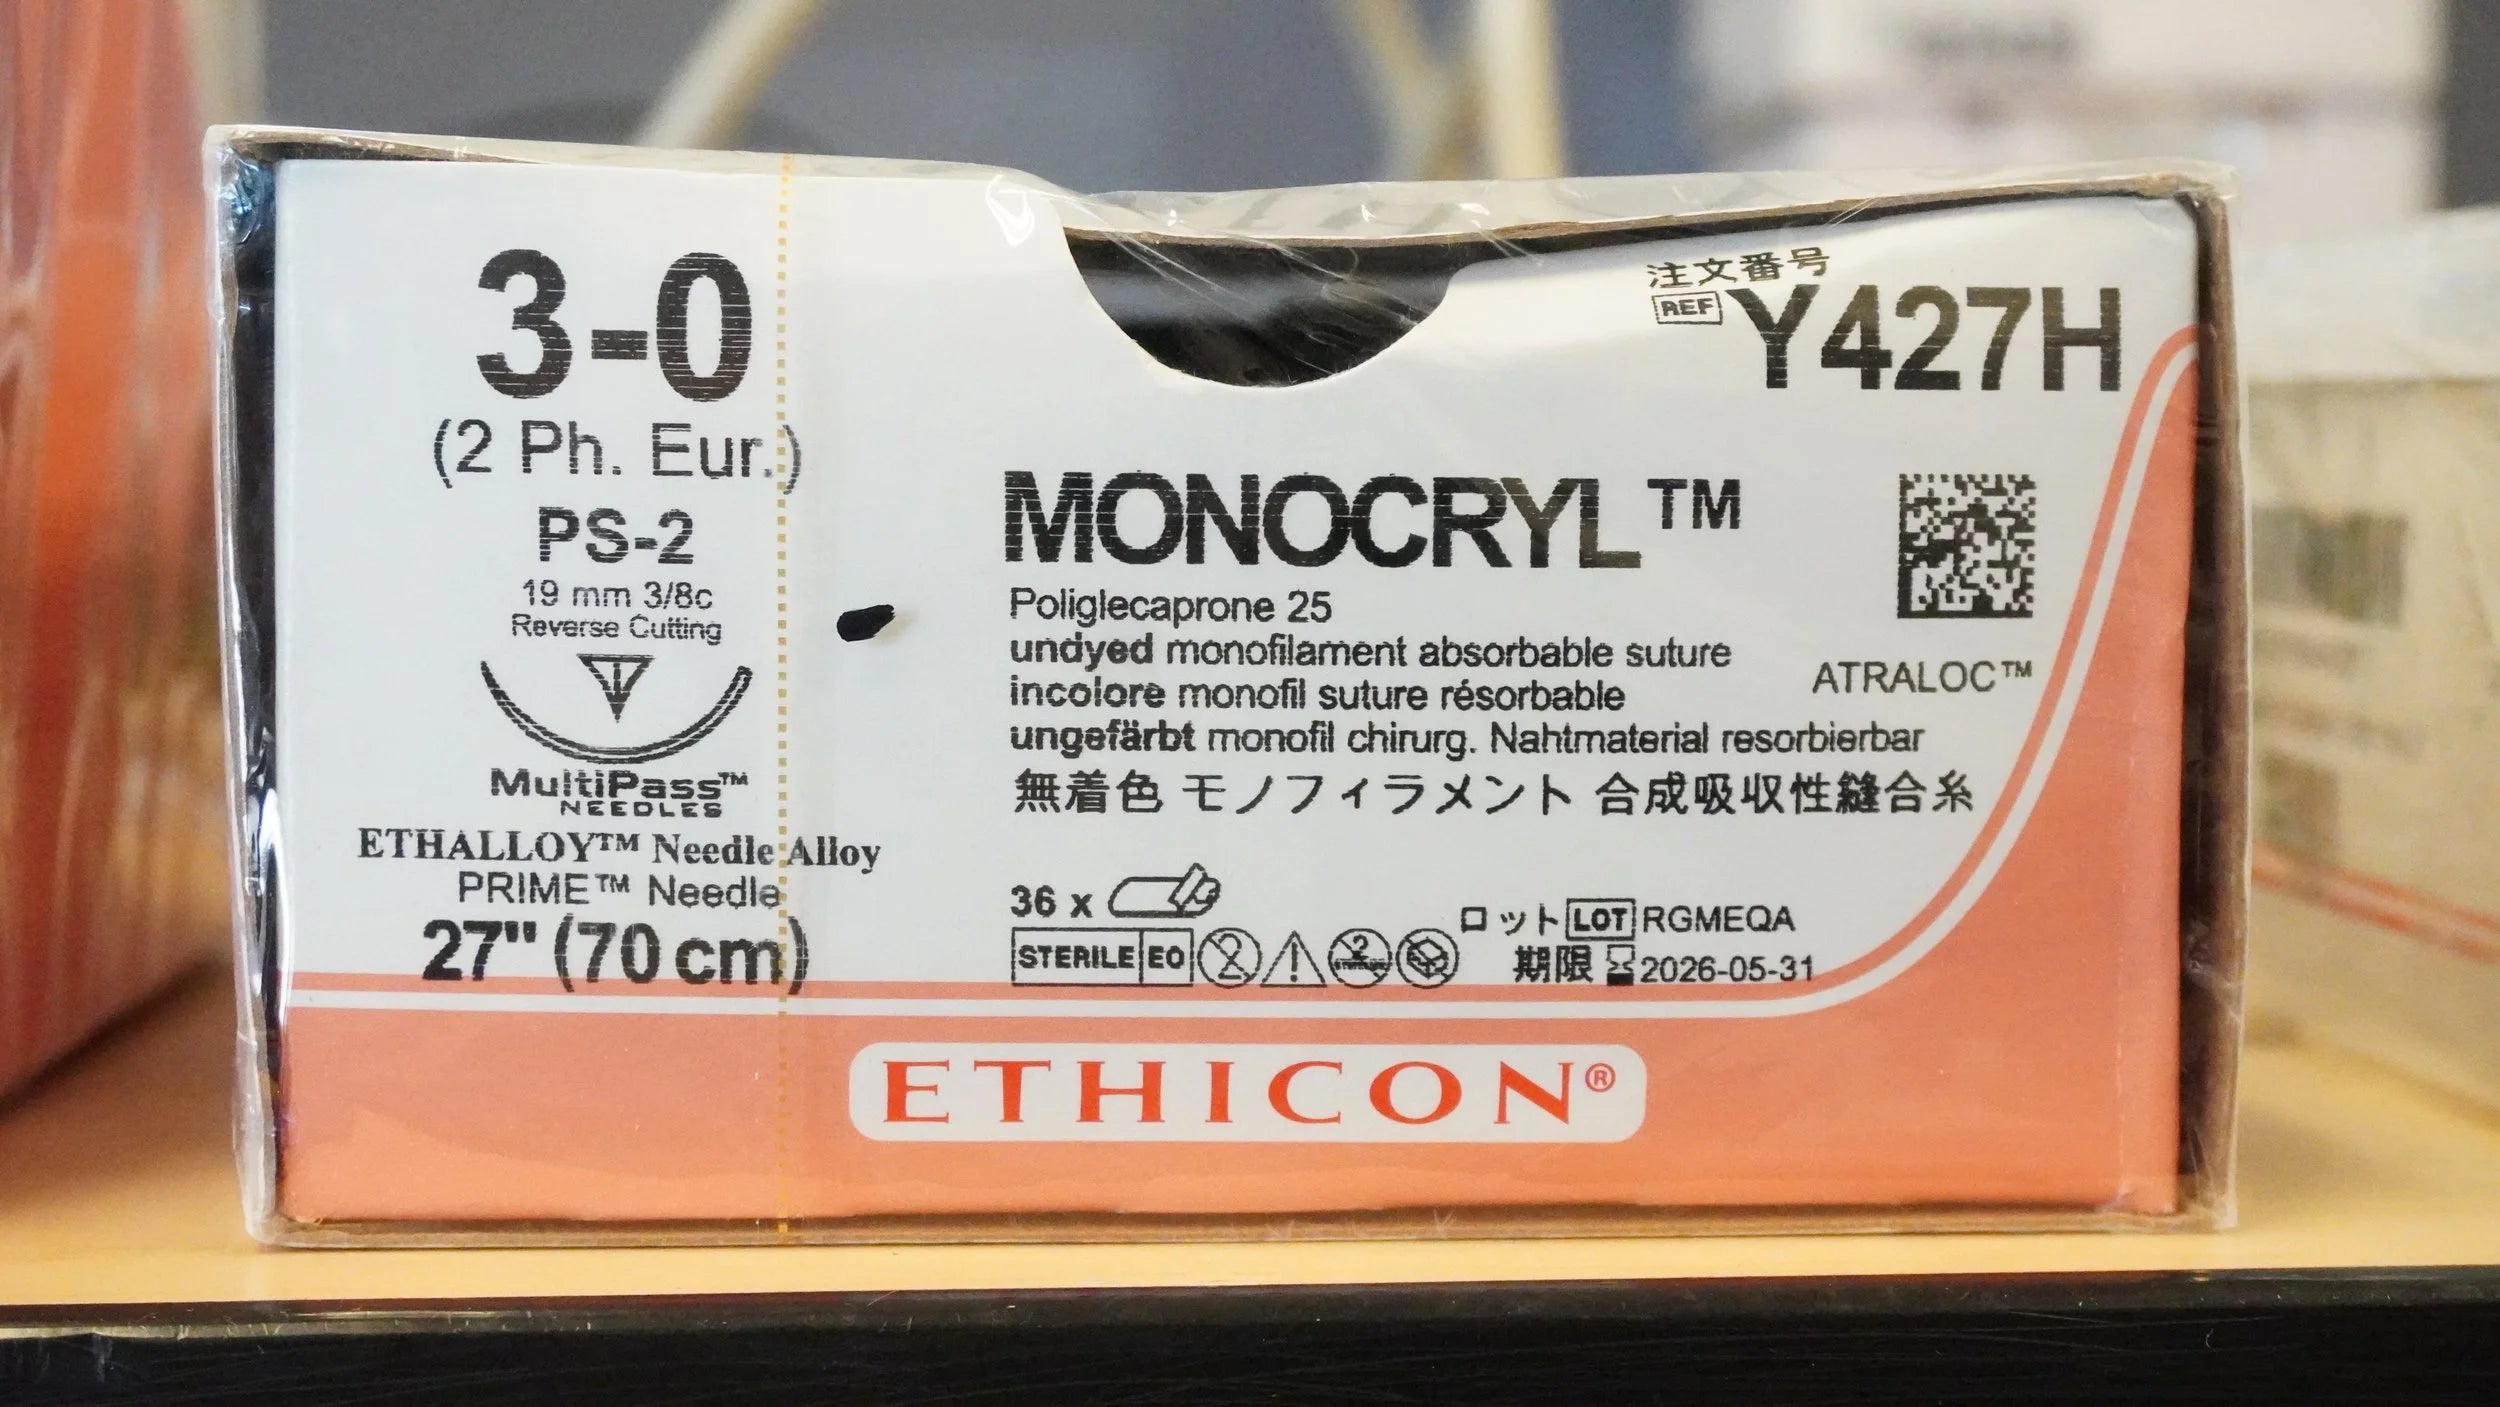 3-0
(2 Ph. Eur.)
PS-2
19 mm 3/8c
Reverse Cutting
MultiPass™
NEEDLES
ETHALLOY™ Needle Alloy
PRIME™ Needle
27" (70 cm)
注文番号
REF Y427H
MONOCRYL™
Poliglecaprone 25
undyed monofilament absorbable suture
incolore monofil suture résorbable
ungefärbt monofil chirurg. Nahtmaterial resorbierbar
無着色 モノフィラメント 合成吸収性縫合糸
ATRALOC™
36 x
STERILE EO 2 2
ロット LOT RGMEQA
期限 2026-05-31
ETHICON®